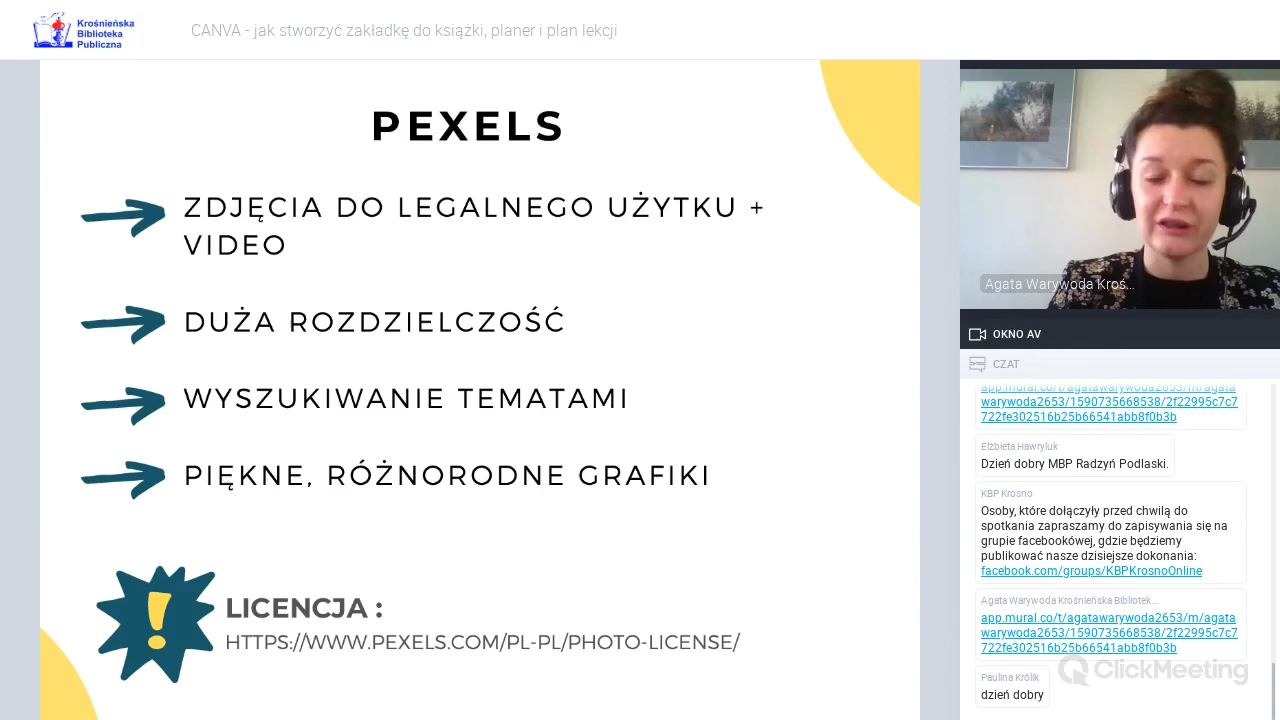 Krośnieńska
Biblioteka
Publiczna
CANVA - jak stworzyć zakładkę do książki, planer i plan lekcji
PEXELS
ZDJĘCIA DO LEGALNEGO UŻYTKU +
VIDEO
DUŻA ROZDZIELCZOŚĆ
WYSZUKIWANIE TEMATAMI
PIĘKNE, RÓŻNORODNE GRAFIKI
LICENCJA :
HTTPS://WWW.PEXELS.COM/PL-PL/PHOTO-LICENSE/
Agata Warywoda Kroś...
OKNO AV
CZAT
app.mural.co/t/agatawarywoda2653/m/agata
warywoda2653/1590735668538/2f22995c7c7
722fe302516b25b66541abb8f0b3b
Elżbieta Hawryluk
Dzień dobry MBP Radzyń Podlaski.
KBP Krosno
Osoby, które dołączyły przed chwilą do
spotkania zapraszamy do zapisywania się na
grupie facebookówej, gdzie będziemy
publikować nasze dzisiejsze dokonania:
facebook.com/groups/KBPKrosnoOnline
Agata Warywoda Krośnieńska Bibliotek...
app.mural.co/t/agatawarywoda2653/m/agata
warywoda2653/1590735668538/2f22995c7c7
722fe302516b25b66541abb8f0b3b
ClickMeeting
Paulina Królik
dzień dobry